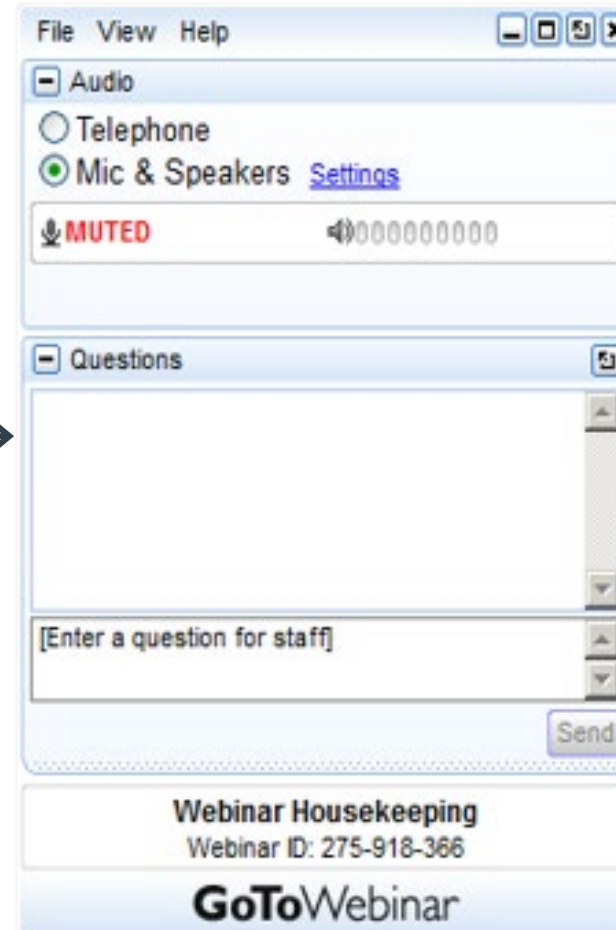 File View Help
Audio
Telephone
Mic & Speakers Settings
MUTED
Questions
[Enter a question for staff]
Send
Webinar Housekeeping
Webinar ID: 275-918-366
GoToWebinar